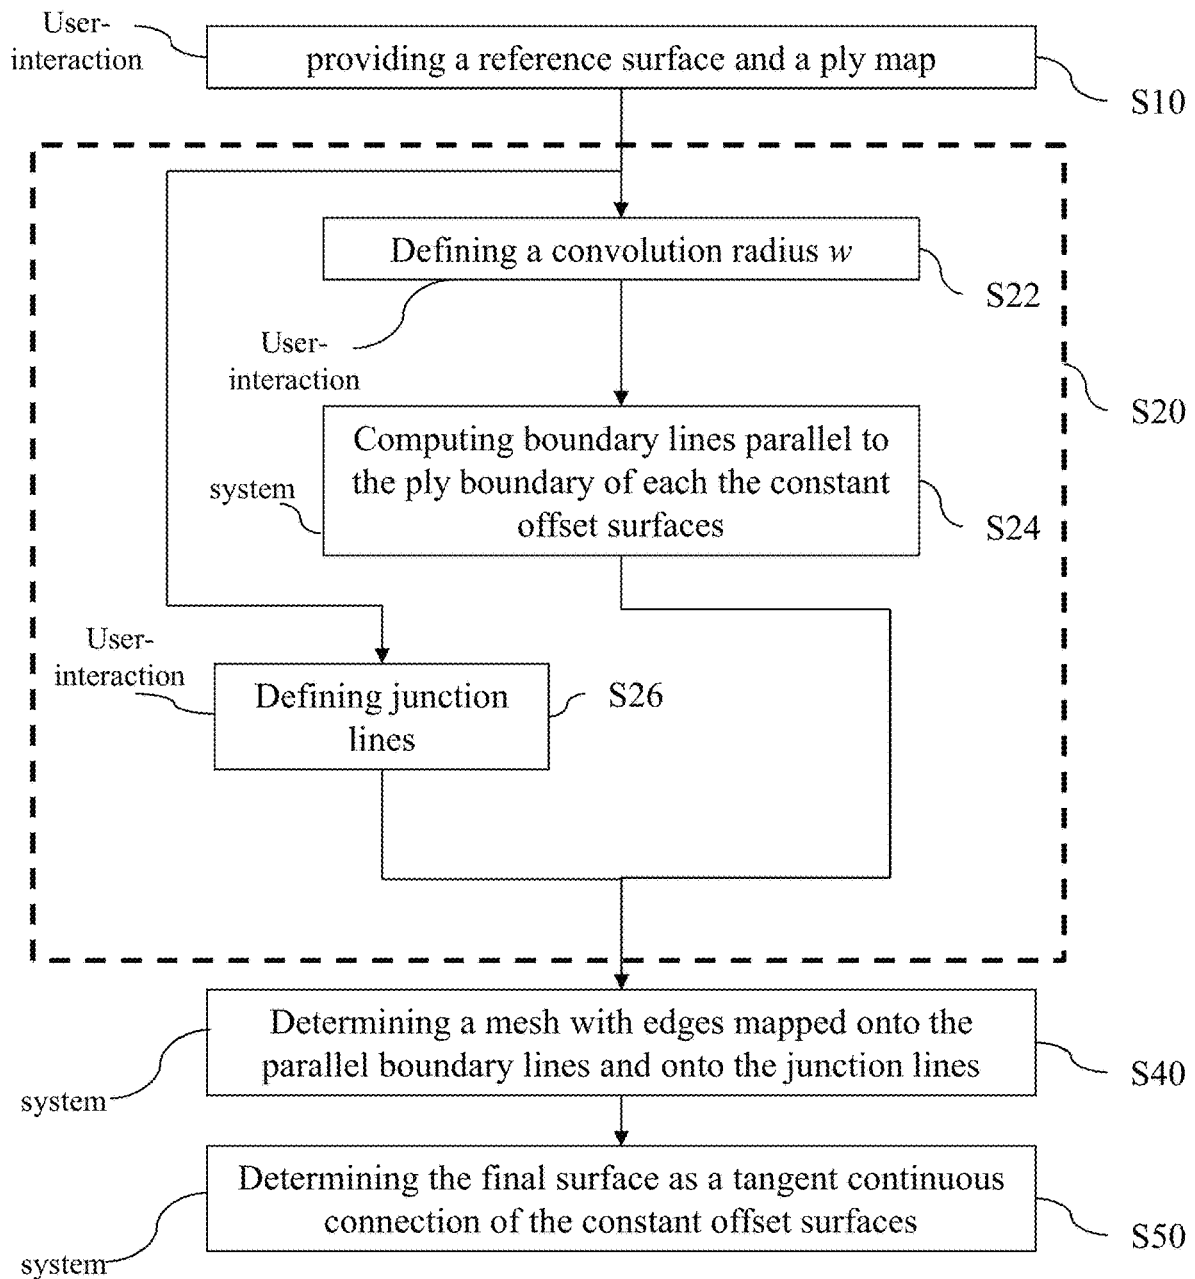 User-
interaction
providing a reference surface and a ply map
S10
Defining a convolution radius w
S22
User-
interaction
S20
Computing boundary lines parallel to
the ply boundary of each the constant
offset surfaces
system
S24
User-
interaction
Defining junction
lines
S26
Determining a mesh with edges mapped onto the
parallel boundary lines and onto the junction lines
S40
system
Determining the final surface as a tangent continuous
connection of the constant offset surfaces
S50
system